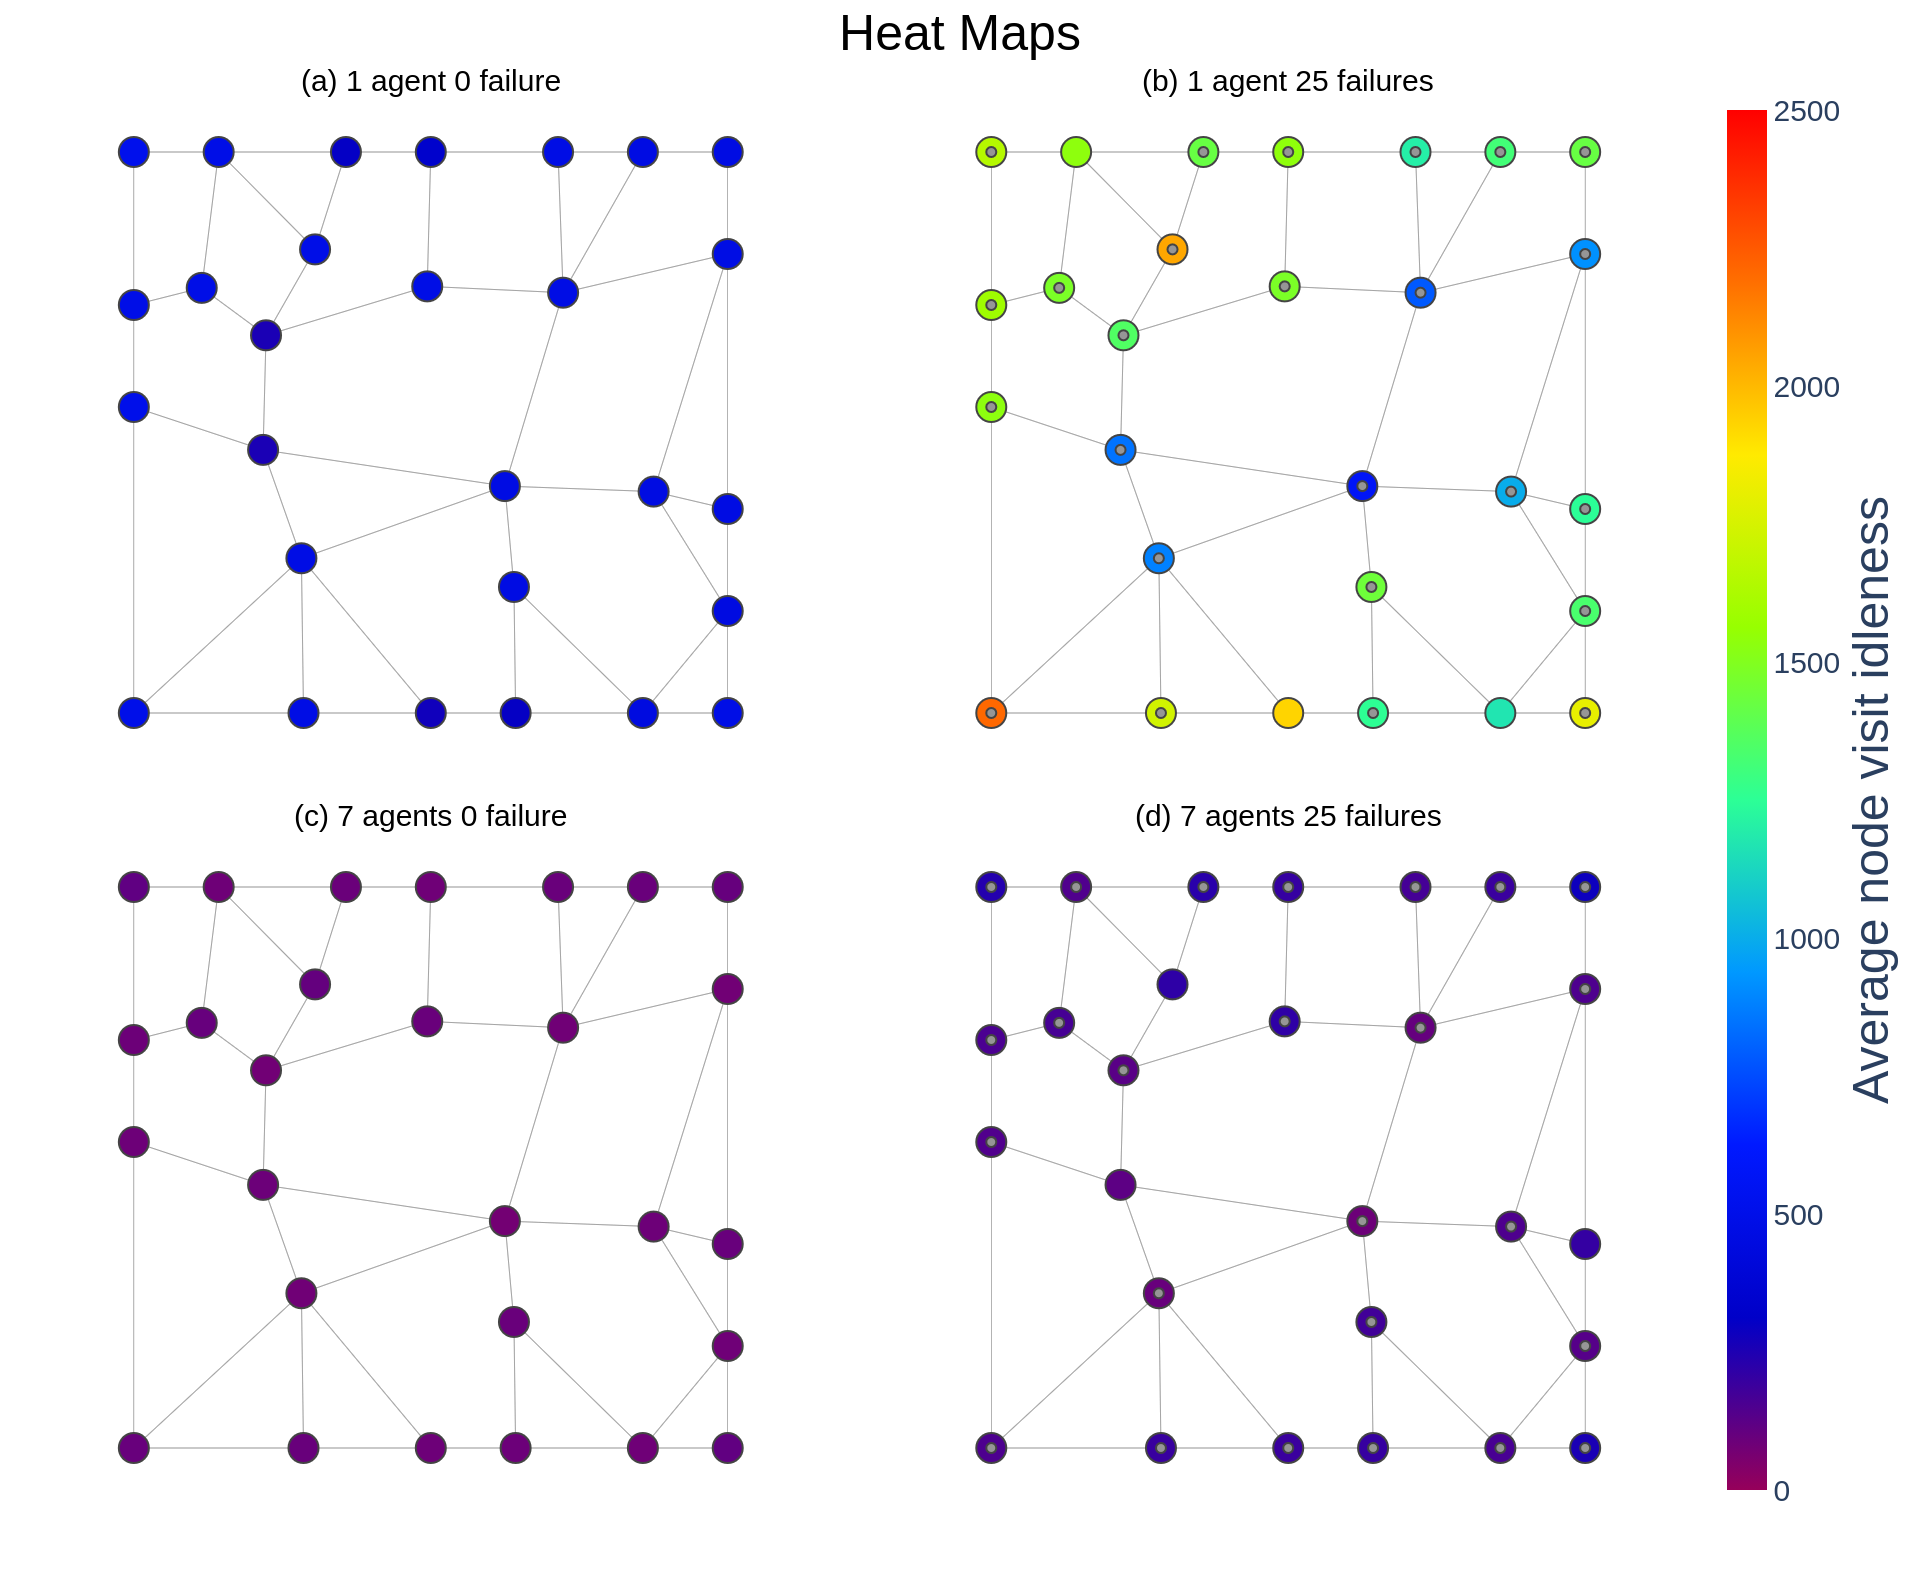 Heat Maps
(a) 1 agent 0 failure
(b) 1 agent 25 failures
(c) 7 agents 0 failure
(d) 7 agents 25 failures
2500
2000
1500
1000
500
0
Average node visit idleness